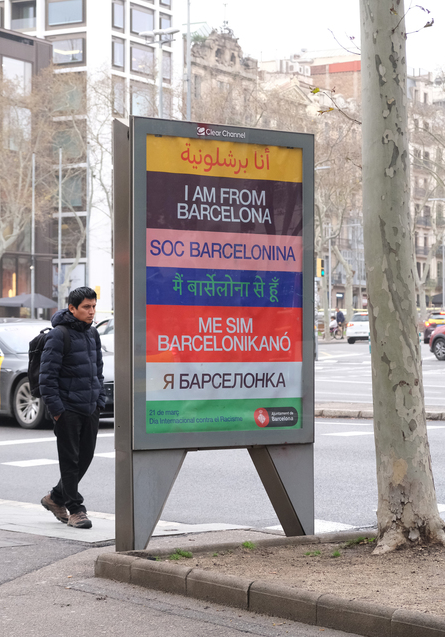 Clear Channel
أنا برشلونية
I AM FROM
BARCELONA
SOC BARCELONINA
मैं बार्सेलोना से हूँ
ME SIM
BARCELONIKANÓ
Я БАРСЕЛОНКА
21 de març
Dia Internacional contra el Racisme
Ajuntament de
Barcelona